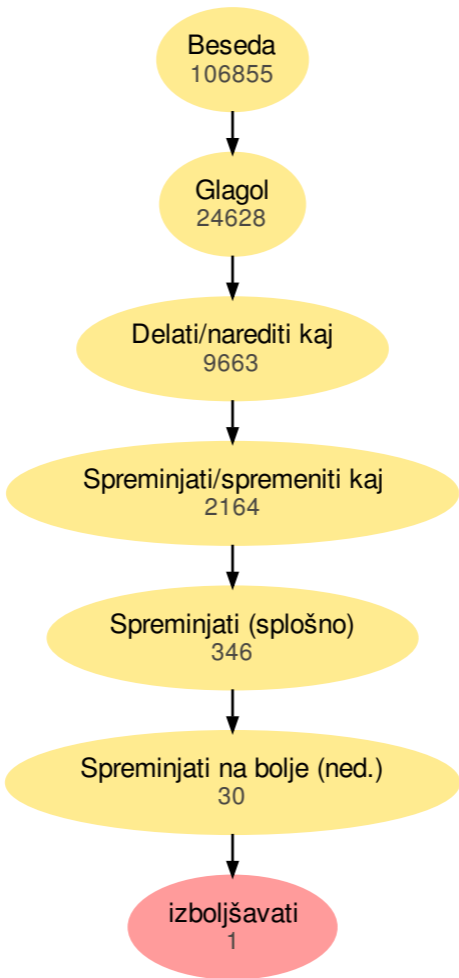 Beseda
106855
Glagol
24628
Delati/narediti kaj
9663
Spreminjati/spremeniti kaj
2164
Spreminjati (splošno)
346
Spreminjati na bolje (ned.)
30
izboljšavati
1